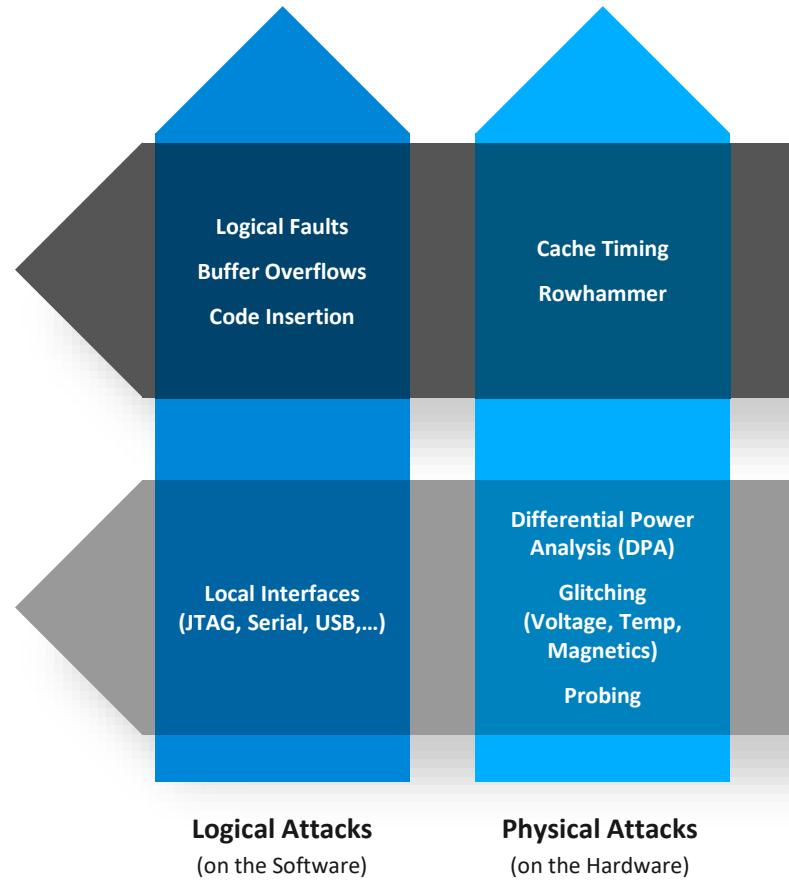 Logical Faults
Buffer Overflows
Code Insertion
Cache Timing
Rowhammer
Local Interfaces
(JTAG, Serial, USB,...)
Differential Power
Analysis (DPA)
Glitching
(Voltage, Temp,
Magnetics)
Probing
Logical Attacks
(on the Software)
Physical Attacks
(on the Hardware)